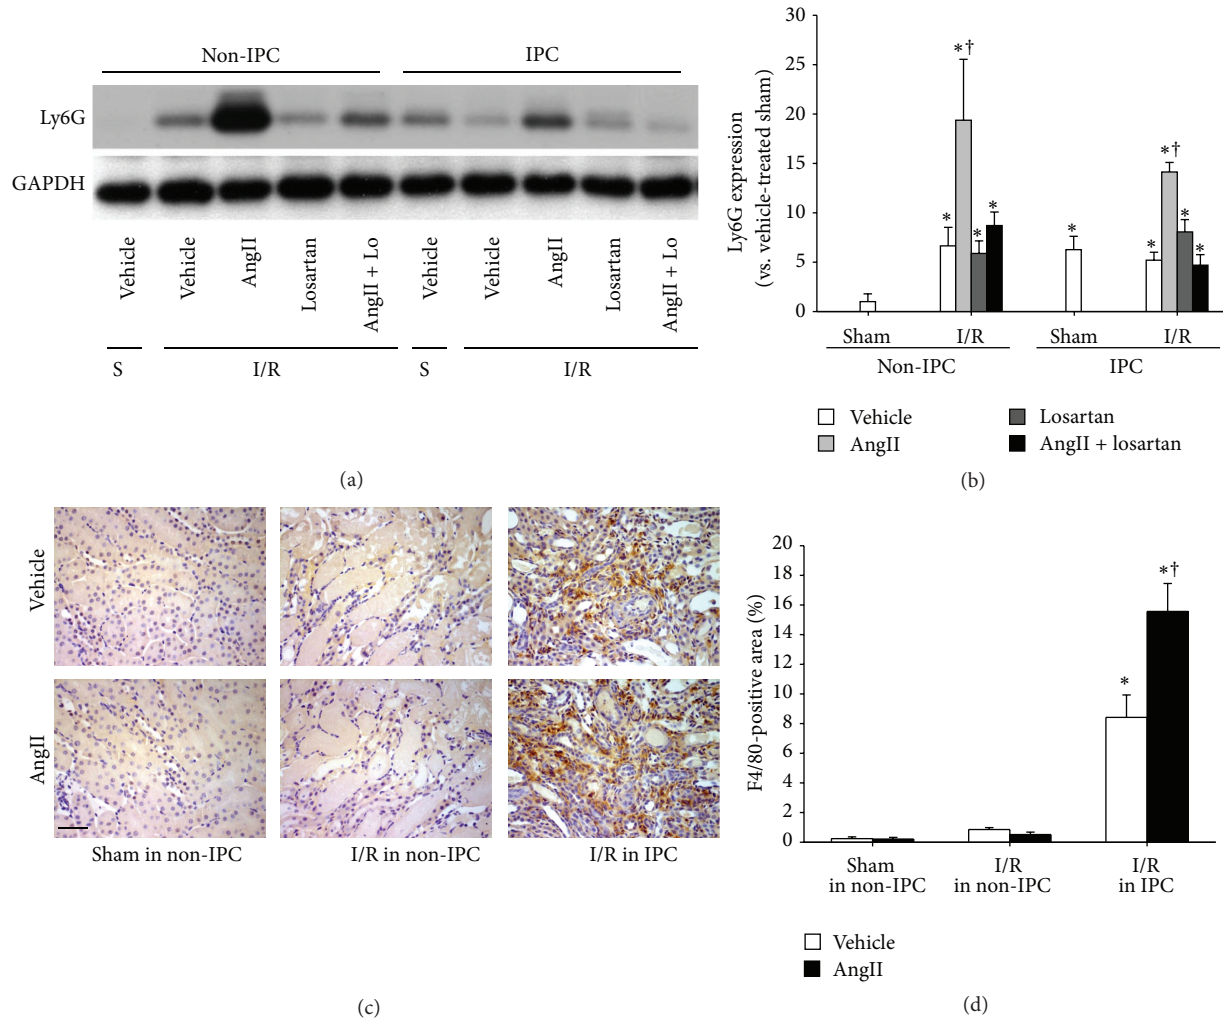 Non-IPC
IPC
Ly6G
GAPDH
Vehicle
Vehicle
AngII
Losartan
AngII + Lo
Vehicle
Vehicle
AngII
Losartan
AngII + Lo
S
I/R
S
I/R
(a)
Ly6G expression
(vs. vehicle-treated sham)
30
25
20
15
10
5
0
*†
*
*
*
*
*
*†
*
*
Sham
I/R
Sham
I/R
Non-IPC
IPC
Vehicle
AngII
Losartan
AngII + losartan
(b)
Vehicle
AngII
Sham in non-IPC
I/R in non-IPC
I/R in IPC
(c)
F4/80-positive area (%)
20
18
16
14
12
10
8
6
4
2
0
*
*†
Sham
in non-IPC
I/R
in non-IPC
I/R
in IPC
Vehicle
AngII
(d)